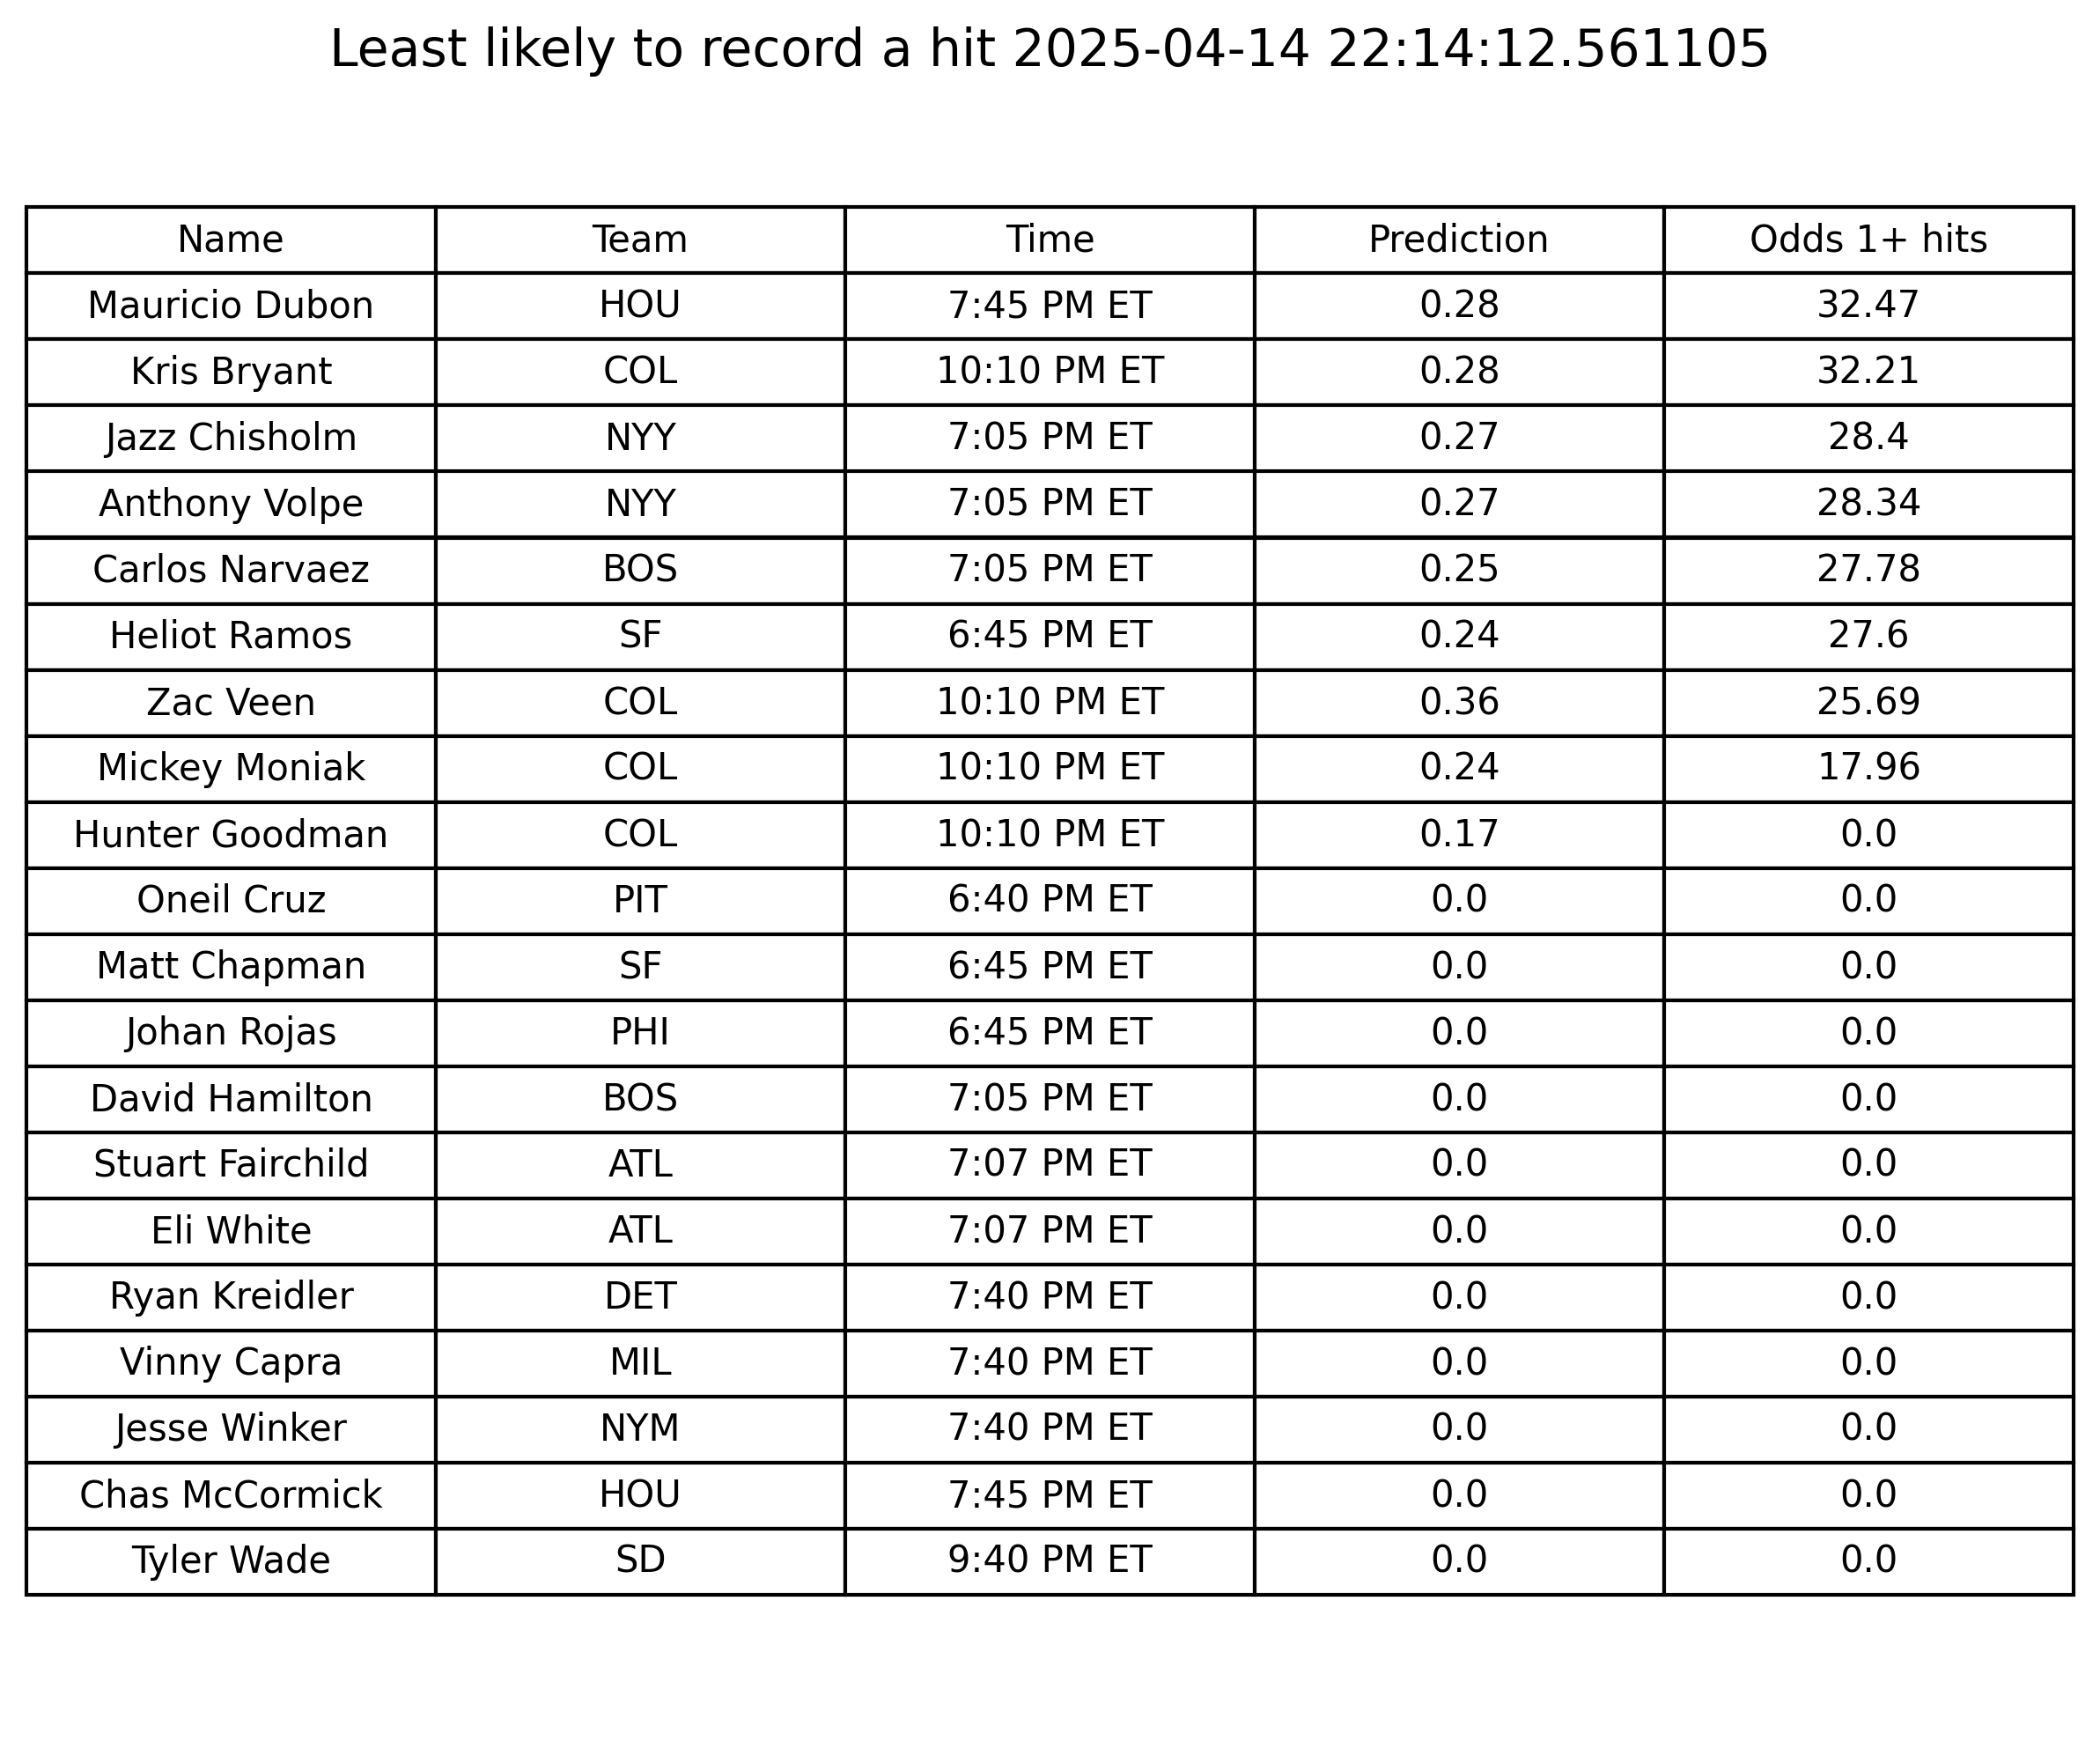 Least likely to record a hit 2025-04-14 22:14:12.561105
Name Team Time Prediction Odds 1+ hits
Mauricio Dubon HOU 7:45 PM ET 0.28 32.47
Kris Bryant COL 10:10 PM ET 0.28 32.21
Jazz Chisholm NYY 7:05 PM ET 0.27 28.4
Anthony Volpe NYY 7:05 PM ET 0.27 28.34
Carlos Narvaez BOS 7:05 PM ET 0.25 27.78
Heliot Ramos SF 6:45 PM ET 0.24 27.6
Zac Veen COL 10:10 PM ET 0.36 25.69
Mickey Moniak COL 10:10 PM ET 0.24 17.96
Hunter Goodman COL 10:10 PM ET 0.17 0.0
Oneil Cruz PIT 6:40 PM ET 0.0 0.0
Matt Chapman SF 6:45 PM ET 0.0 0.0
Johan Rojas PHI 6:45 PM ET 0.0 0.0
David Hamilton BOS 7:05 PM ET 0.0 0.0
Stuart Fairchild ATL 7:07 PM ET 0.0 0.0
Eli White ATL 7:07 PM ET 0.0 0.0
Ryan Kreidler DET 7:40 PM ET 0.0 0.0
Vinny Capra MIL 7:40 PM ET 0.0 0.0
Jesse Winker NYM 7:40 PM ET 0.0 0.0
Chas McCormick HOU 7:45 PM ET 0.0 0.0
Tyler Wade SD 9:40 PM ET 0.0 0.0